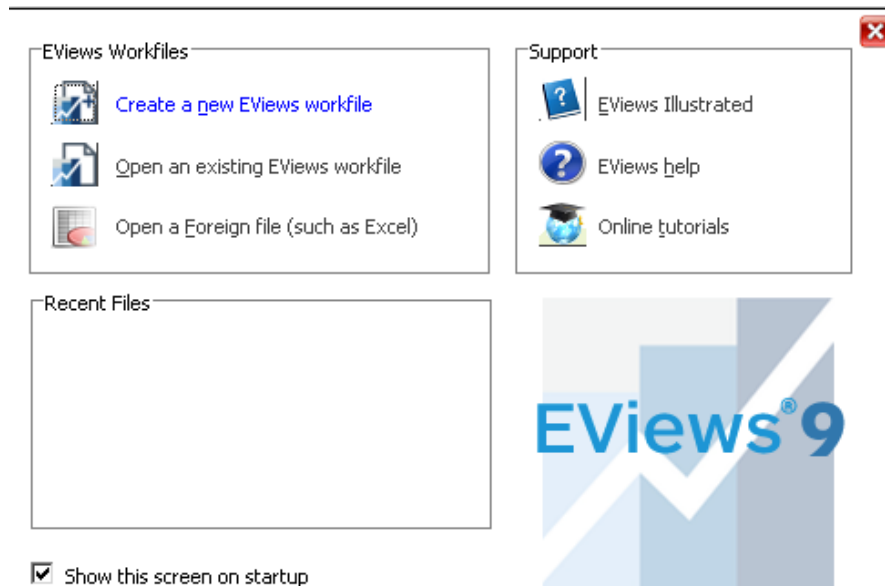 EViews Workfiles
Create a new EViews workfile
Open an existing EViews workfile
Open a Foreign file (such as Excel)
Support
EViews Illustrated
EViews help
Online tutorials
Recent Files
EViews® 9
Show this screen on startup